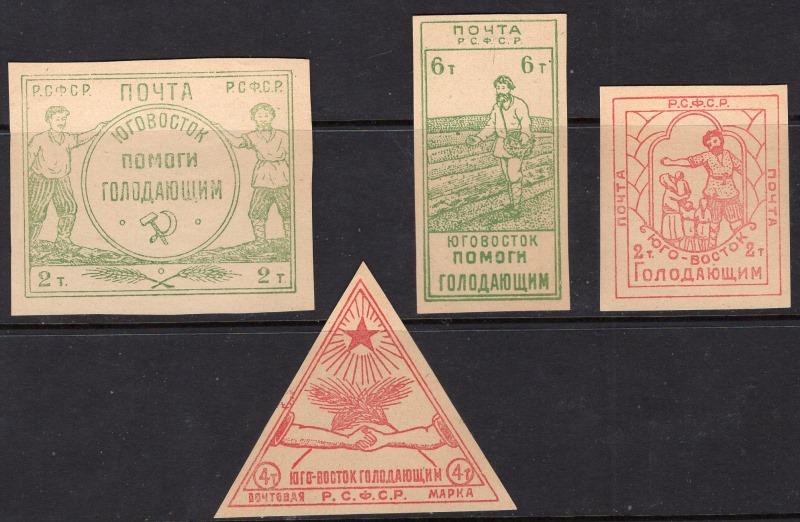 Р.С.Ф.С.Р. ПОЧТА Р.С.Ф.С.Р.
ЮГОВОСТОК
ПОМОГИ
ГОЛОДАЮЩИМ
2 т. 2 т.
ПОЧТА
Р.С.Ф.С.Р.
6 т 6 т
ЮГОВОСТОК
ПОМОГИ
ГОЛОДАЮЩИМ
Р.С.Ф.С.Р.
ПОЧТА ПОЧТА
2 т. 2 т
ЮГО-ВОСТОК
ГОЛОДАЮЩИМ
4 т ЮГО-ВОСТОК ГОЛОДАЮЩИМ 4 т
ПОЧТОВАЯ Р.С.Ф.С.Р. МАРКА